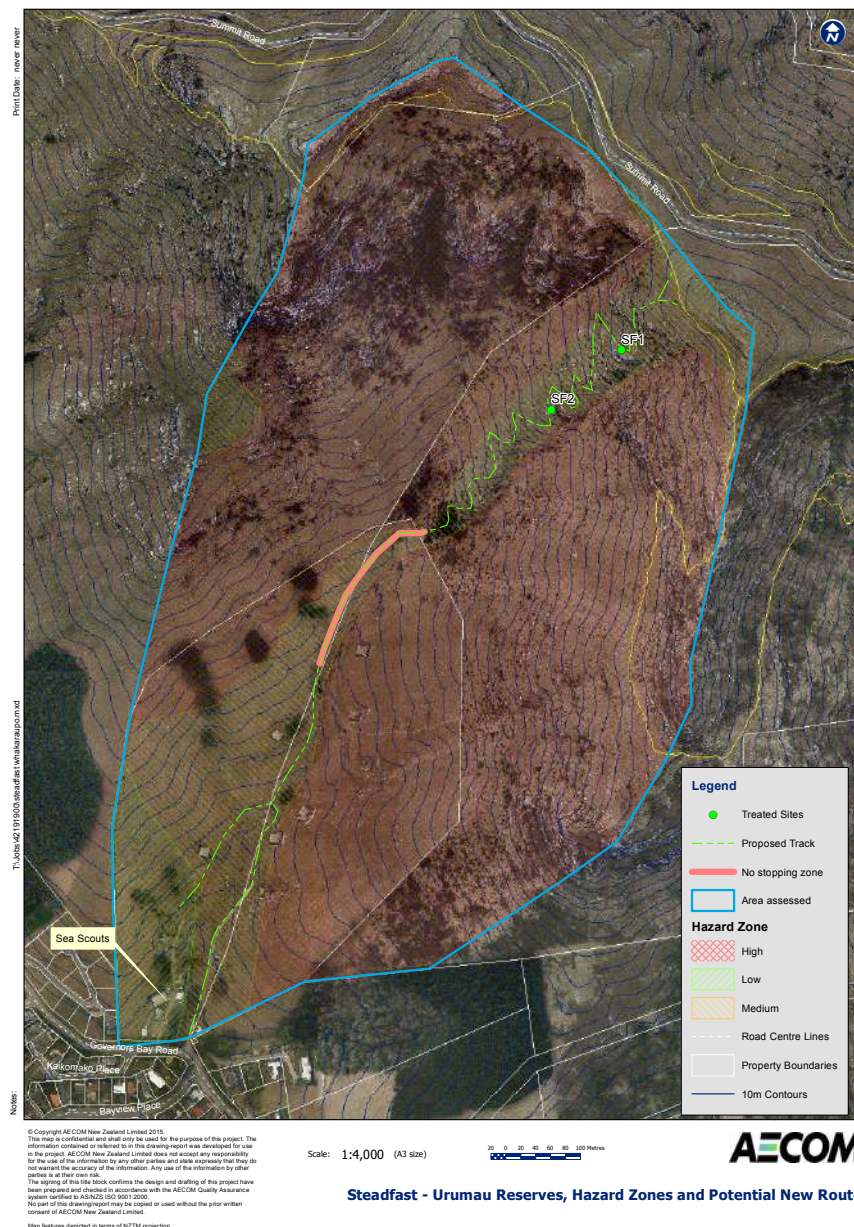 Print Date: never never
Summit Road
N
Summit Road
SF1
SF2
T:\Jobs\42191900\steadfast whakaraupo.mxd
Legend
Treated Sites
Proposed Track
No stopping zone
Area assessed
Hazard Zone
High
Low
Medium
Road Centre Lines
Property Boundaries
10m Contours
Sea Scouts
Governors Bay Road
Kaikomako Place
Bayview Place
Notes:
© Copyright AECOM New Zealand Limited 2015.
This map is confidential and shall only be used for the purpose of this project. The
information contained or referred to in this drawing/report was developed for use
in the project. AECOM New Zealand Limited does not accept any responsibility
for the use of the information by any other parties and state expressly that they do
not warrant the accuracy of the information. Any use of the information by other
parties is at their own risk.
The signing of this title block confirms the design and drafting of this project have
been prepared and checked in accordance with the AECOM Quality Assurance
system certified to AS/NZS ISO 9001:2000.
No part of this drawing/report may be copied or used without the prior written
consent of AECOM New Zealand Limited.
Map features depicted in terms of NZTM projection
Scale: 1:4,000 (A3 size)
20 0 20 40 60 80 100 Metres
AECOM
Steadfast - Urumau Reserves, Hazard Zones and Potential New Rout